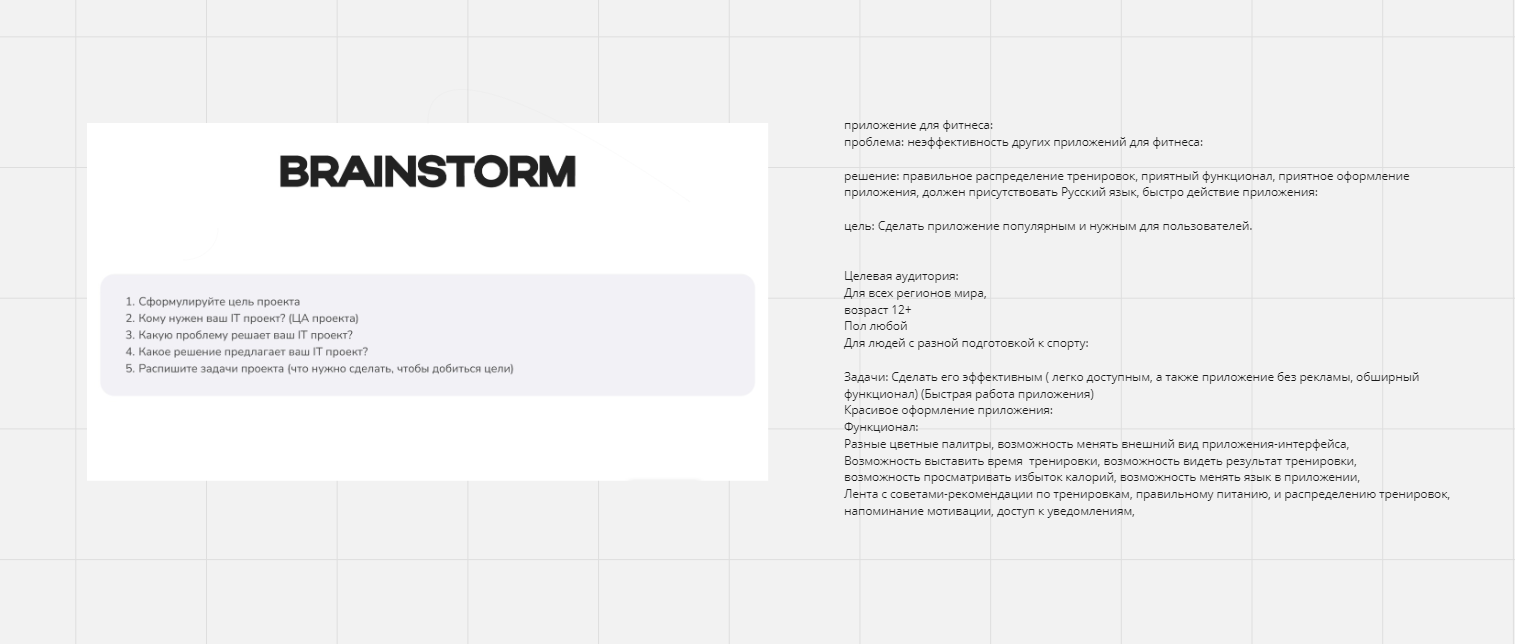 BRAINSTORM
1. Сформулируйте цель проекта
2. Кому нужен ваш IT проект? (ЦА проекта)
3. Какую проблему решает ваш IT проект?
4. Какое решение предлагает ваш IT проект?
5. Распишите задачи проекта (что нужно сделать, чтобы добиться цели)
приложение для фитнеса:
проблема: неэффективность других приложений для фитнеса:
решение: правильное распределение тренировок, приятный функционал, приятное оформление
приложения, должен присутствовать Русский язык, быстро действие приложения:
цель: Сделать приложение популярным и нужным для пользователей.
Целевая аудитория:
Для всех регионов мира,
возраст 12+
Пол любой
Для людей с разной подготовкой к спорту:
Задачи: Сделать его эффективным ( легко доступным, а также приложение без рекламы, обширный
функционал) (Быстрая работа приложения)
Красивое оформление приложения:
Функционал:
Разные цветные палитры, возможность менять внешний вид приложения-интерфейса,
Возможность выставить время  тренировки, возможность видеть результат тренировки,
возможность просматривать избыток калорий, возможность менять язык в приложении,
Лента с советами-рекомендации по тренировкам, правильному питанию, и распределению тренировок,
напоминание мотивации, доступ к уведомлениям,